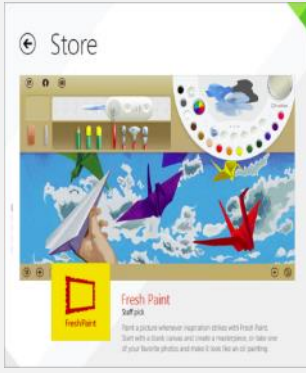 Store
Fresh Paint
Staff pick
FreshPaint
Paint a picture whenever inspiration strikes with Fresh Paint.
Start with a blank canvas and create a masterpiece, or take one
of your favorite photos and make it look like an oil painting.